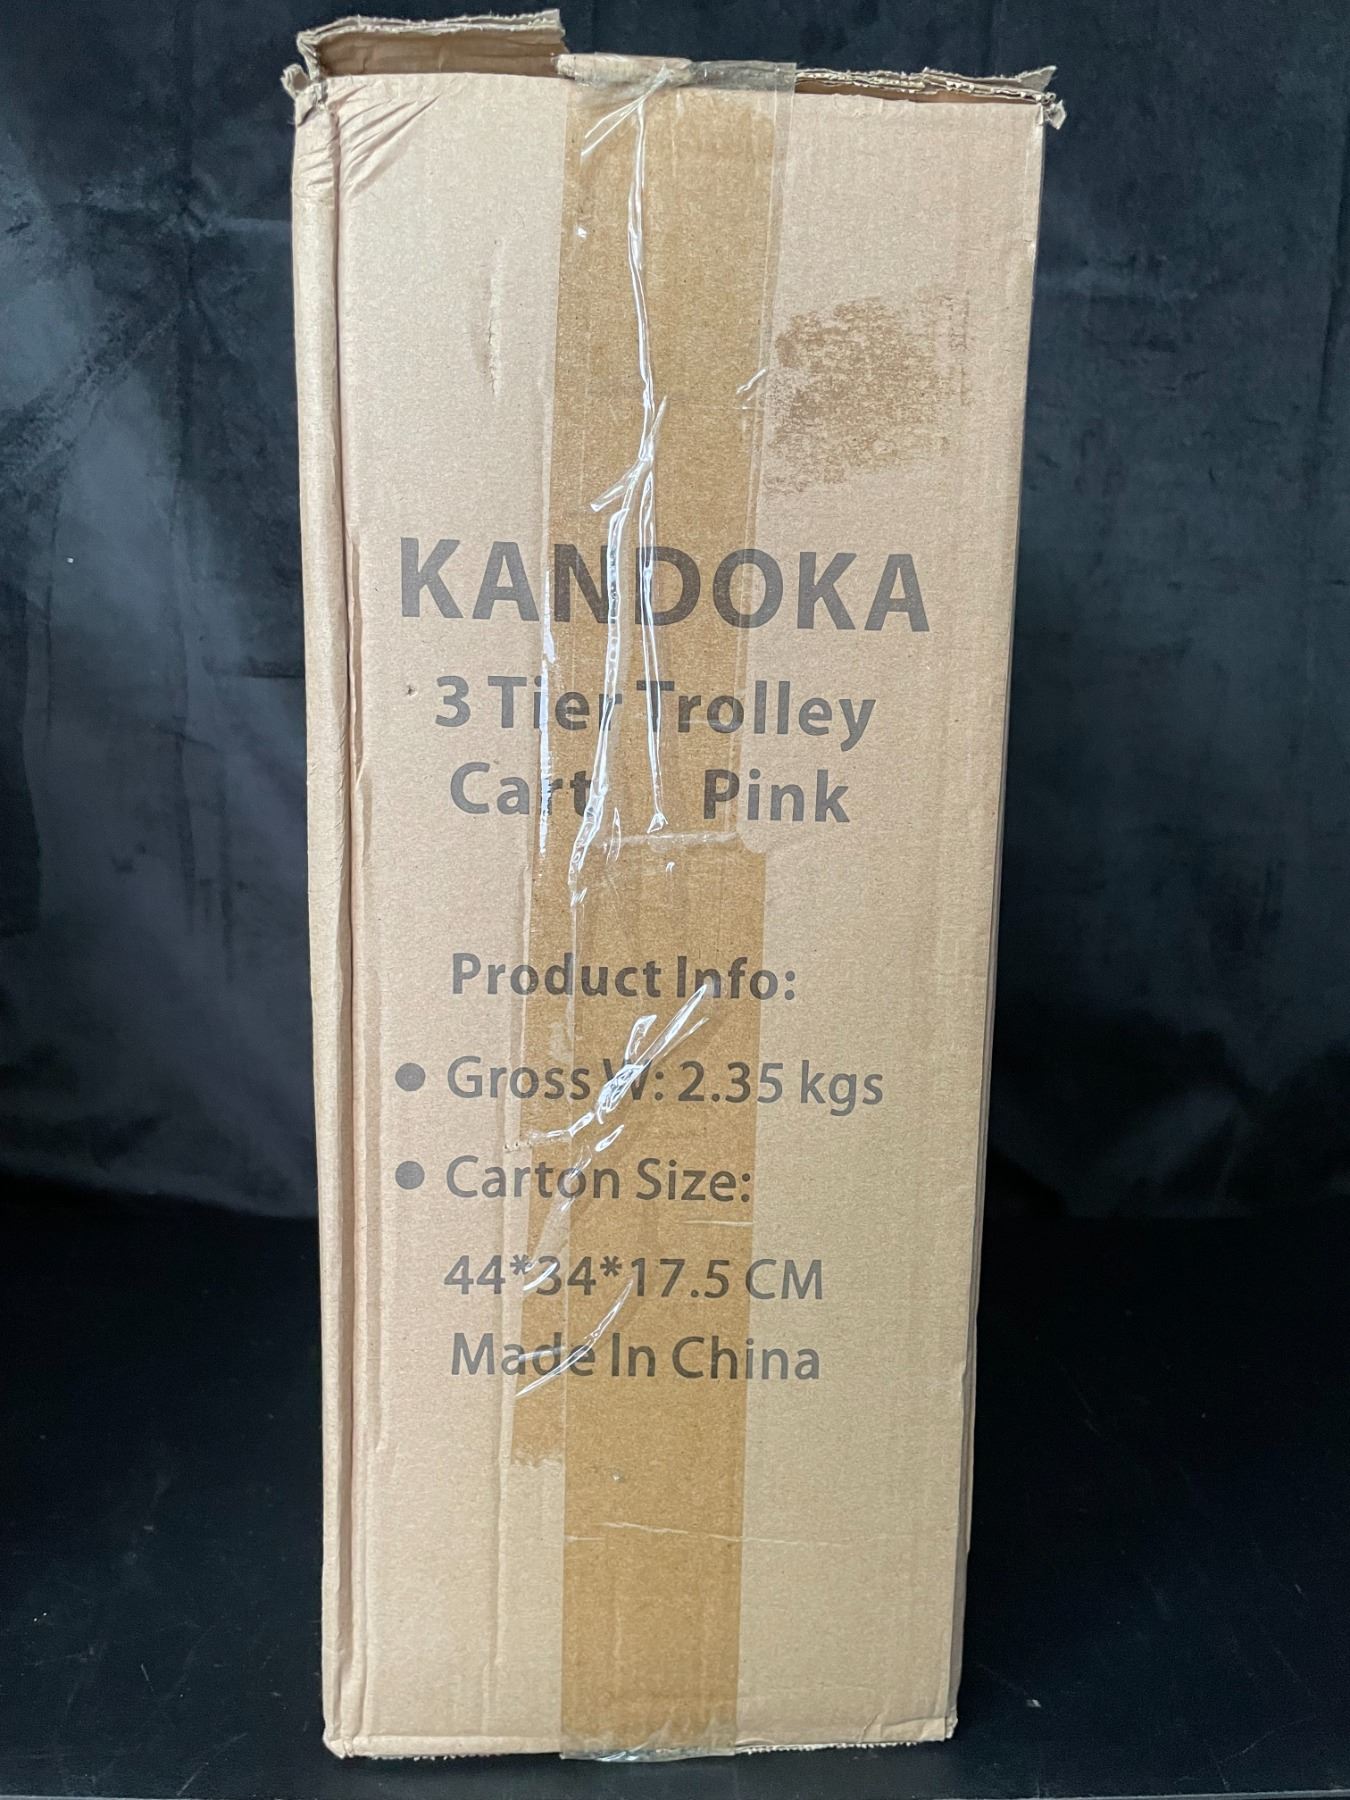 KANDOKA
3 Tier Trolley
Cart Pink
Product Info:
● Gross W: 2.35 kgs
● Carton Size:
44*34*17.5 CM
Made In China